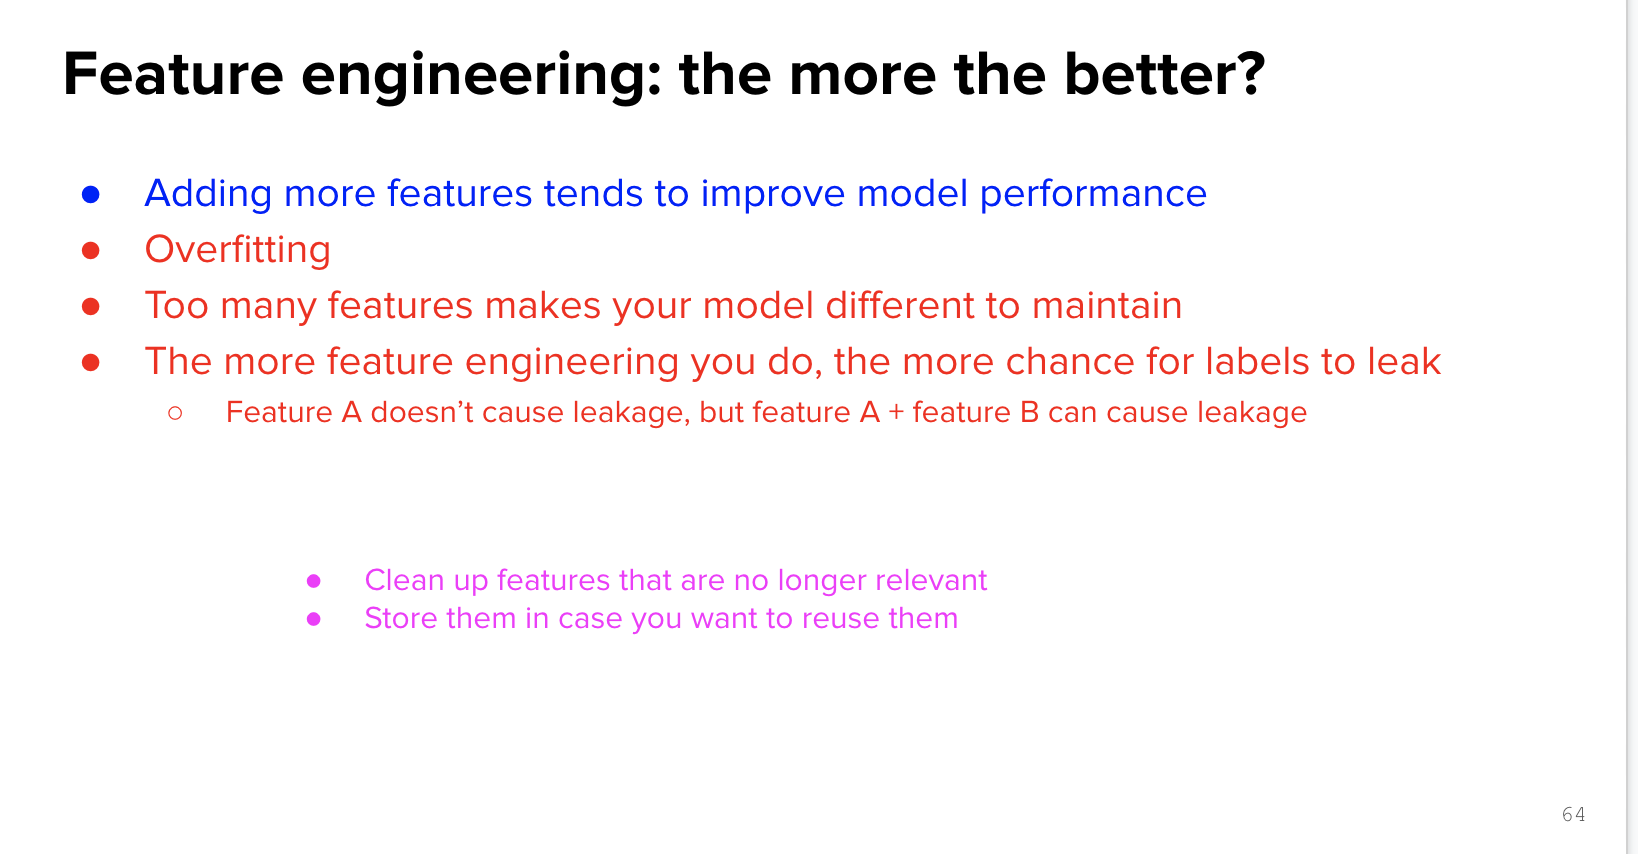 Feature engineering: the more the better?
● Adding more features tends to improve model performance
● Overfitting
● Too many features makes your model different to maintain
● The more feature engineering you do, the more chance for labels to leak
○ Feature A doesn’t cause leakage, but feature A + feature B can cause leakage
● Clean up features that are no longer relevant
● Store them in case you want to reuse them
64